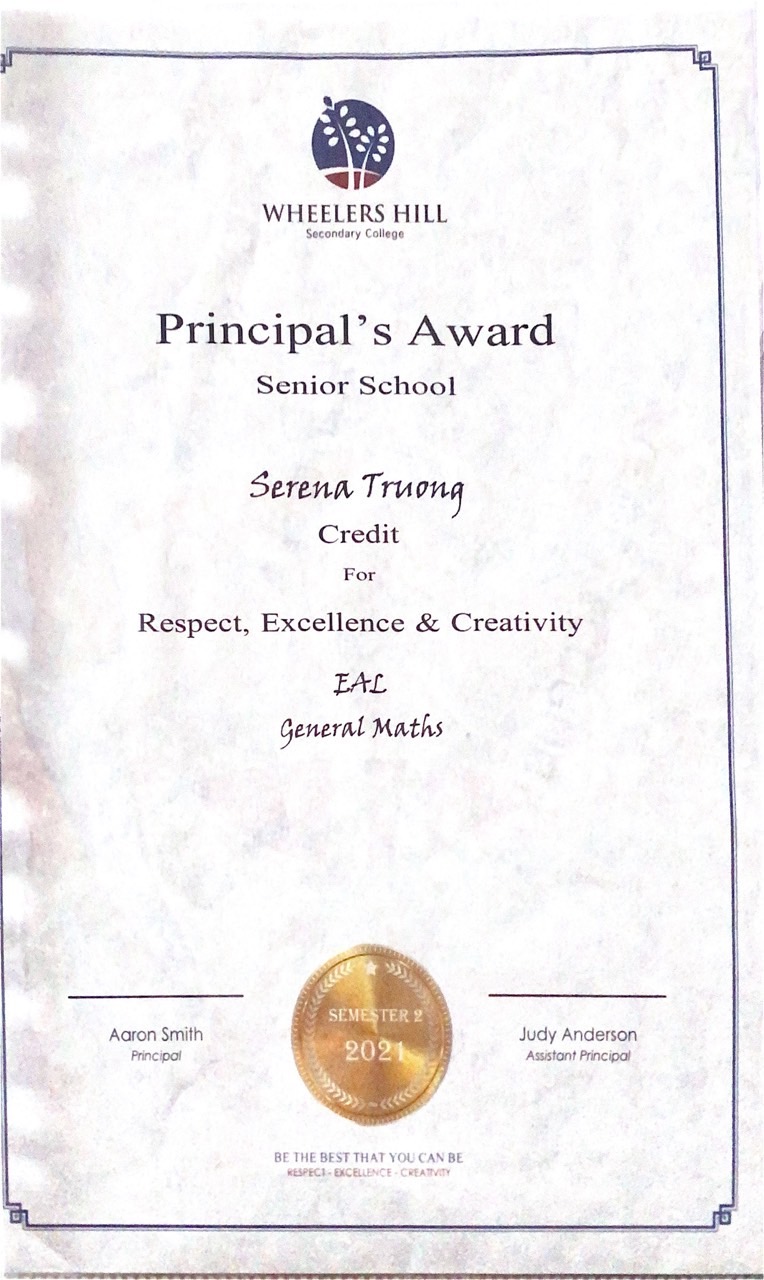 WHEELERS HILL
Secondary College
Principal's Award
Senior School
Serena Truong
Credit
For
Respect, Excellence & Creativity
EAL
General Maths
SEMESTER 2
2021
Aaron Smith
Principal
Judy Anderson
Assistant Principal
BE THE BEST THAT YOU CAN BE
RESPECT - EXCELLENCE - CREATIVITY